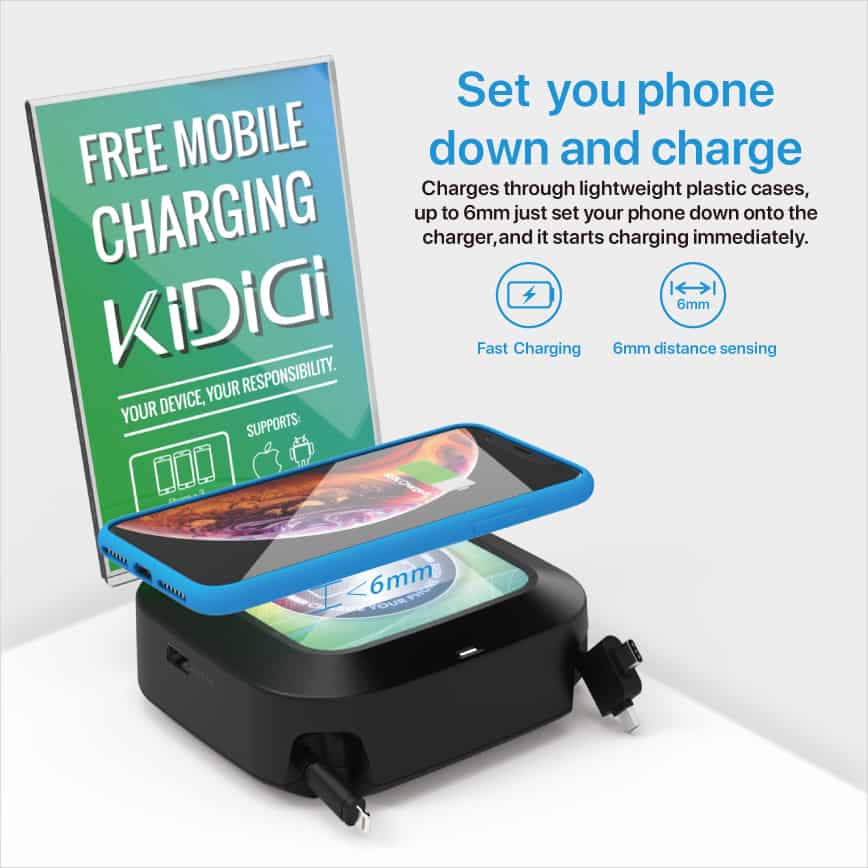 Set you phone
down and charge
Charges through lightweight plastic cases,
up to 6mm just set your phone down onto the
charger,and it starts charging immediately.
6mm
Fast Charging
6mm distance sensing
FREE MOBILE
CHARGING
KiDiGi
YOUR DEVICE, YOUR RESPONSIBILITY.
SUPPORTS:
<6mm
YOUR PHONE